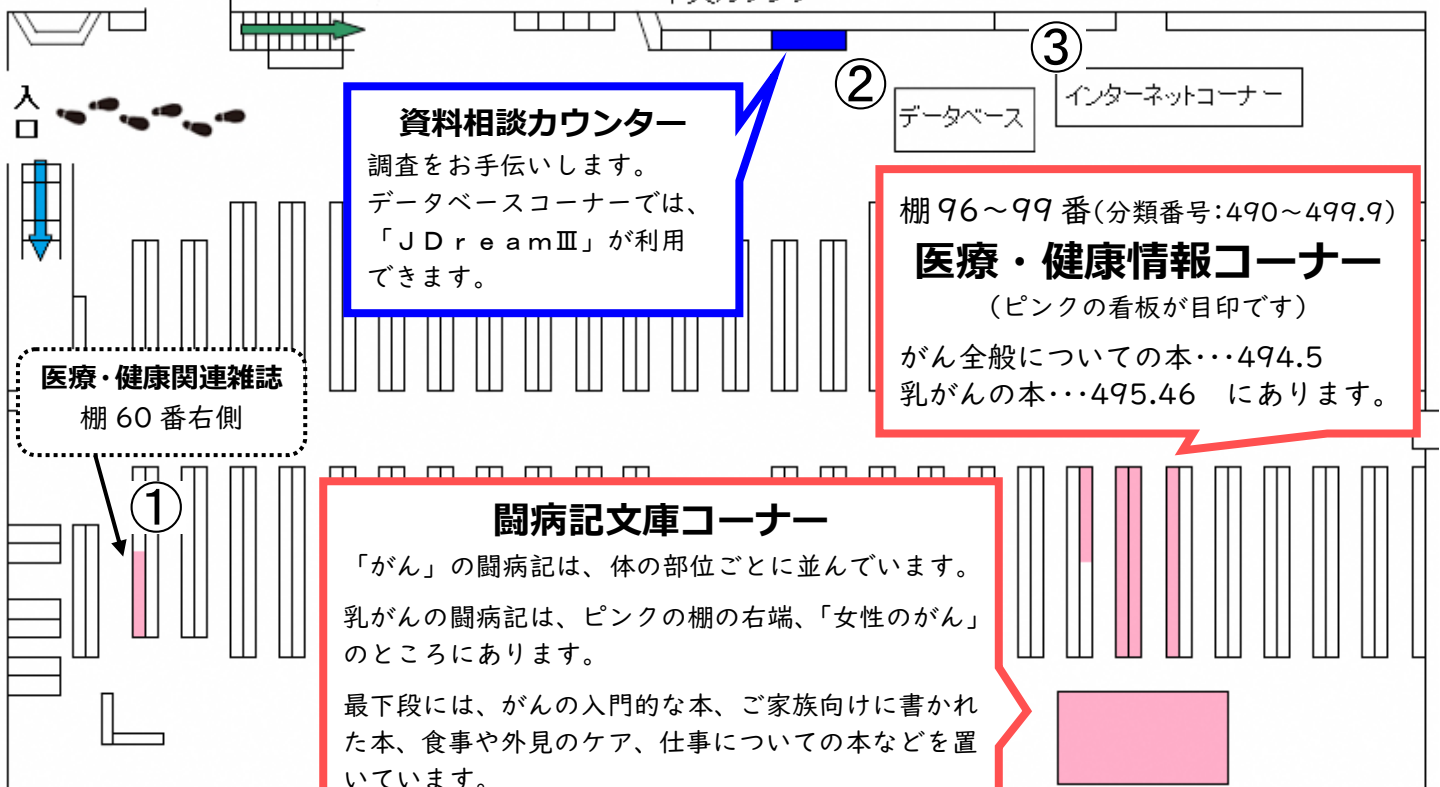 入
口
資料相談カウンター
調査をお手伝いします。
データベースコーナーでは、
「ＪＤｒｅａｍⅢ」が利用
できます。
②
データベース
③
インターネットコーナー
棚96～99番(分類番号:490～499.9)
医療・健康情報コーナー
(ピンクの看板が目印です)
がん全般についての本･･･494.5
乳がんの本･･･495.46　にあります。
医療・健康関連雑誌
棚60番右側
①
闘病記文庫コーナー
「がん」の闘病記は、体の部位ごとに並んでいます。
乳がんの闘病記は、ピンクの棚の右端、「女性のがん」
のところにあります。
最下段には、がんの入門的な本、ご家族向けに書かれ
た本、食事や外見のケア、仕事についての本などを置
いています。